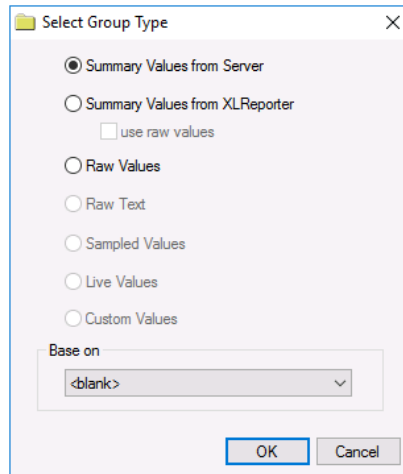 Select Group Type
Summary Values from Server
Summary Values from XLReporter
use raw values
Raw Values
Raw Text
Sampled Values
Live Values
Custom Values
Base on
<blank>
OK Cancel